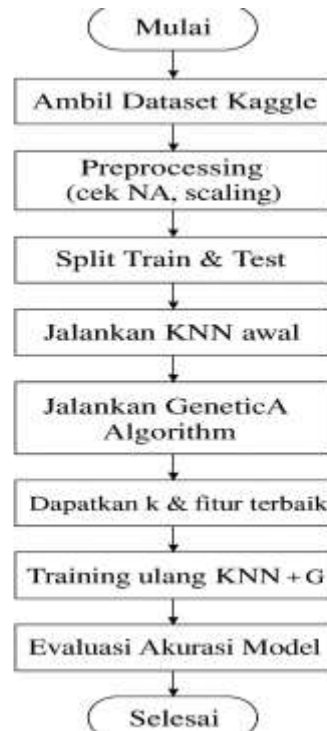 Mulai
Ambil Dataset Kaggle
Preprocessing
(cek NA, scaling)
Split Train & Test
Jalankan KNN awal
Jalankan GeneticA
Algorithm
Dapatkan k & fitur terbaik
Training ulang KNN + G
Evaluasi Akurasi Model
Selesai